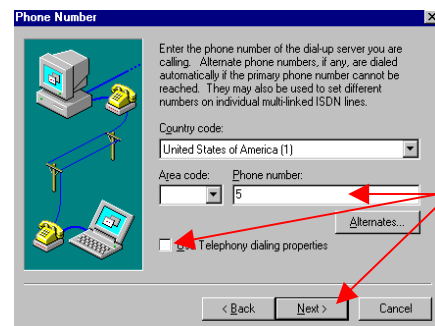 Phone Number
Enter the phone number of the dial-up server you are
calling. Alternate phone numbers, if any, are dialed
automatically if the primary phone number cannot be
reached. They may also be used to set different
numbers on individual multi-linked ISDN lines.
Country code:
United States of America (1)
Area code: Phone number:
5
Alternates...
Telephony dialing properties
< Back Next > Cancel